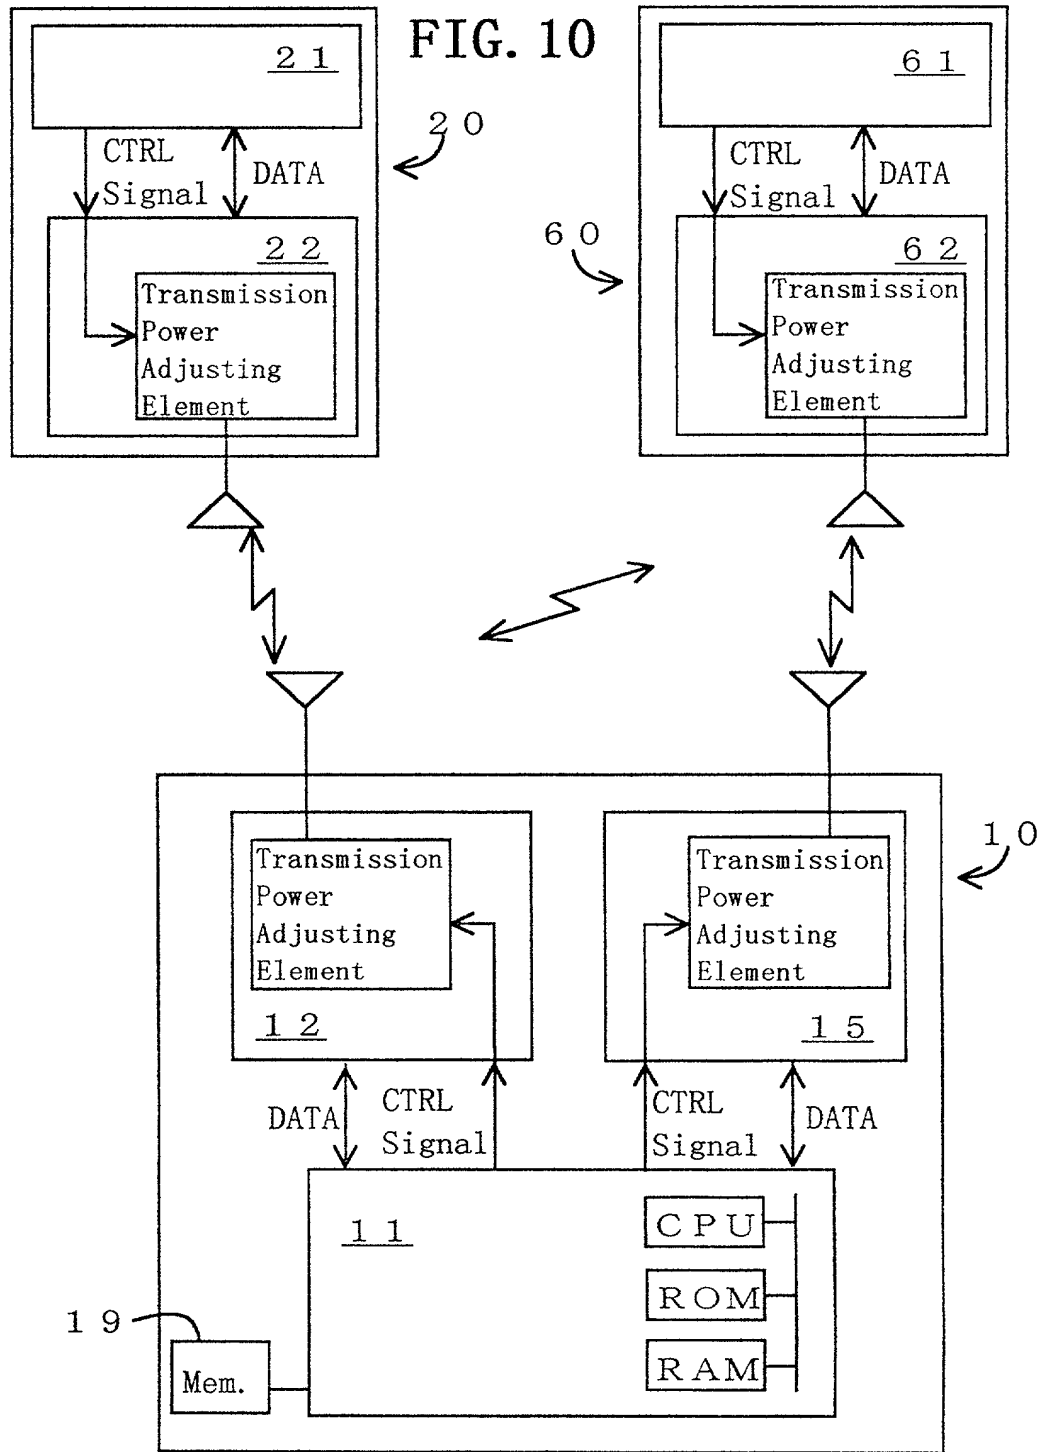 FIG. 10
21
61
20
CTRL
Signal
DATA
CTRL
Signal
DATA
60
22
Transmission
Power
Adjusting
Element
62
Transmission
Power
Adjusting
Element
10
Transmission
Power
Adjusting
Element
12
Transmission
Power
Adjusting
Element
15
DATA
CTRL
Signal
CTRL
Signal
DATA
11
CPU
ROM
RAM
19
Mem.